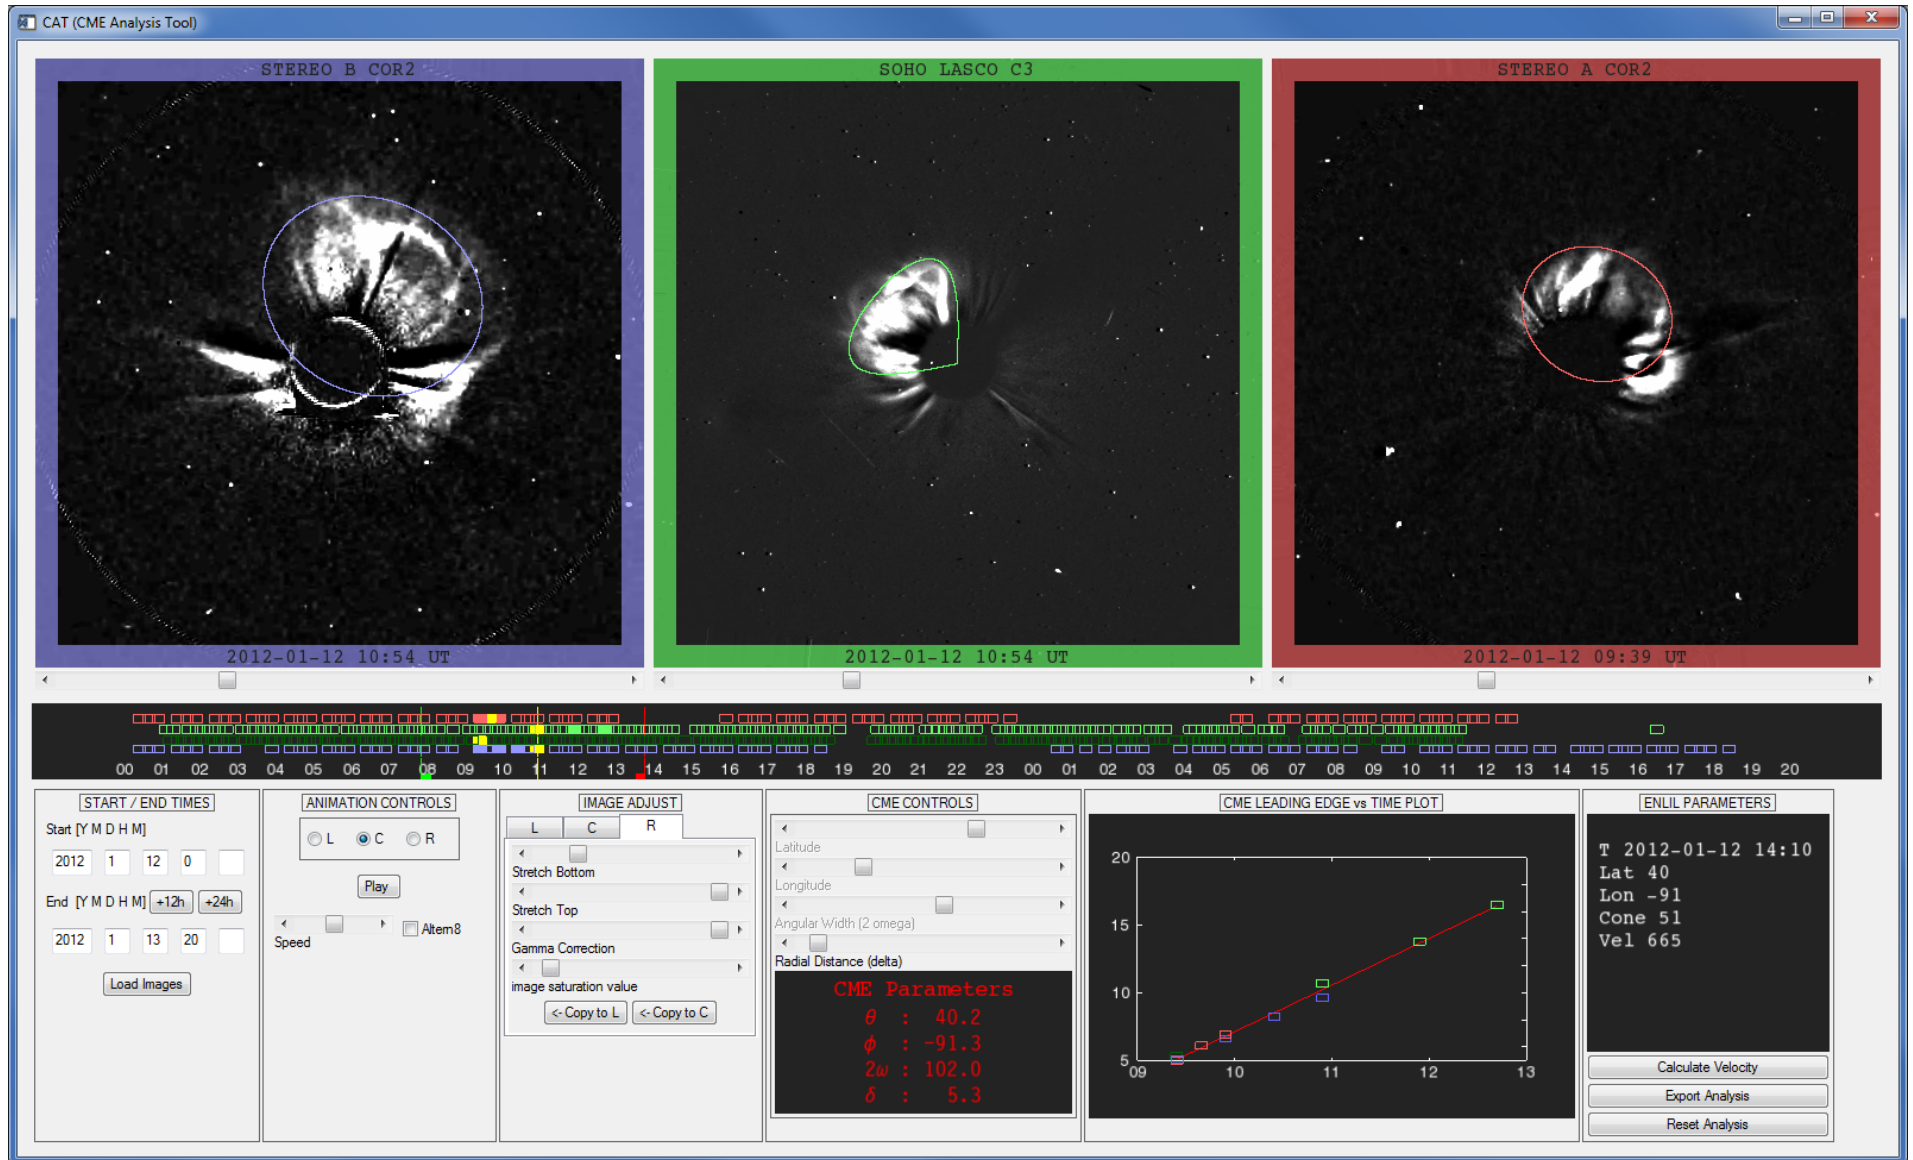 CAT (CME Analysis Tool)
STEREO B COR2
SOHO LASCO C3
STEREO A COR2
2012-01-12 10:54 UT
2012-01-12 10:54 UT
2012-01-12 09:39 UT
00 01 02 03 04 05 06 07 08 09 10 11 12 13 14 15 16 17 18 19 20 21 22 23 00 01 02 03 04 05 06 07 08 09 10 11 12 13 14 15 16 17 18 19 20
START / END TIMES
Start [Y M D H M]
2012 1 12 0
End [Y M D H M] +12h +24h
2012 1 13 20
Load Images
ANIMATION CONTROLS
L C R
Play
Speed
Altern8
IMAGE ADJUST
L C R
Stretch Bottom
Stretch Top
Gamma Correction
image saturation value
<- Copy to L <- Copy to C
CME CONTROLS
Latitude
Longitude
Angular Width (2 omega)
Radial Distance (delta)
CME Parameters
θ : 40.2
ϕ : -91.3
2ω : 102.0
δ : 5.3
CME LEADING EDGE vs TIME PLOT
20
15
10
5
09 10 11 12 13
ENLIL PARAMETERS
T 2012-01-12 14:10
Lat 40
Lon -91
Cone 51
Vel 665
Calculate Velocity
Export Analysis
Reset Analysis